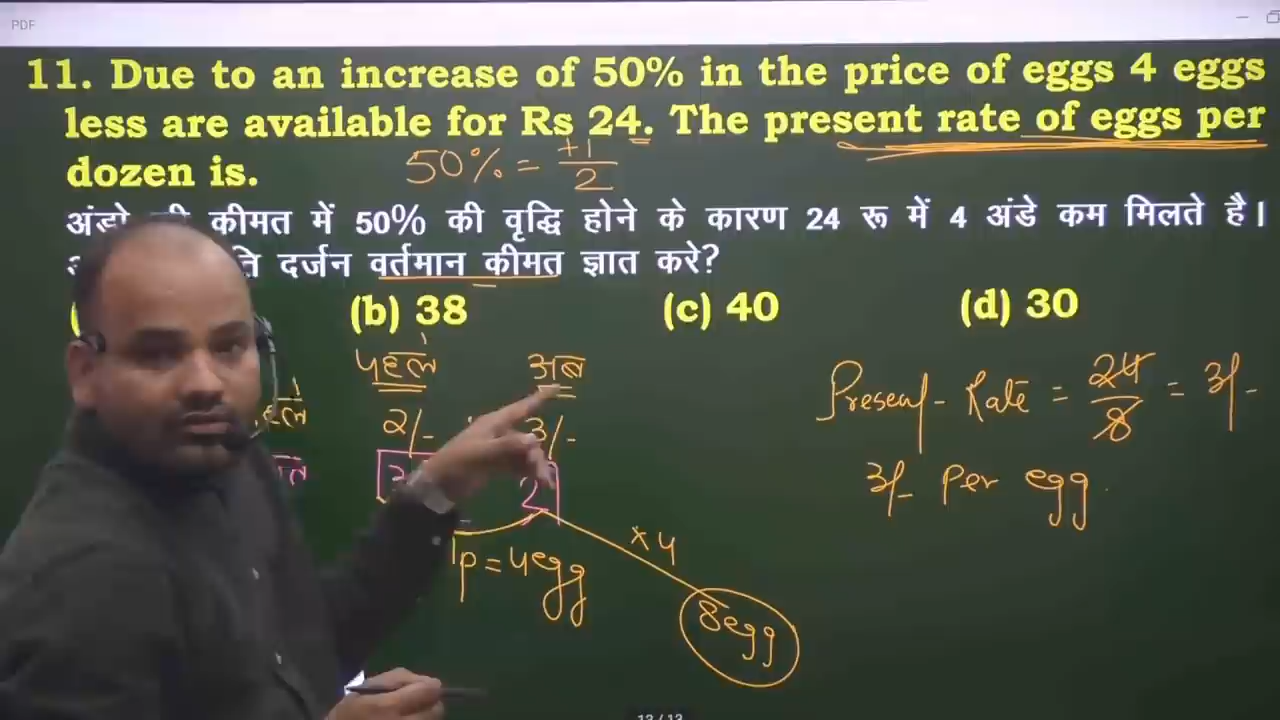 PDF
11. Due to an increase of 50% in the price of eggs 4 eggs
less are available for Rs 24. The present rate of eggs per
dozen is.
50% = +1/2
की कीमत में 50% की वृद्धि होने के कारण 24 रू में 4 अंडे कम मिलते है।
दर्जन वर्तमान कीमत ज्ञात करे?
(b) 38 (c) 40 (d) 30
पहले अब
2/- 3/-
2
1p = 4egg
×4
8egg
Present - Rate = 24/8 = 3/-
3/- Per egg
13/13